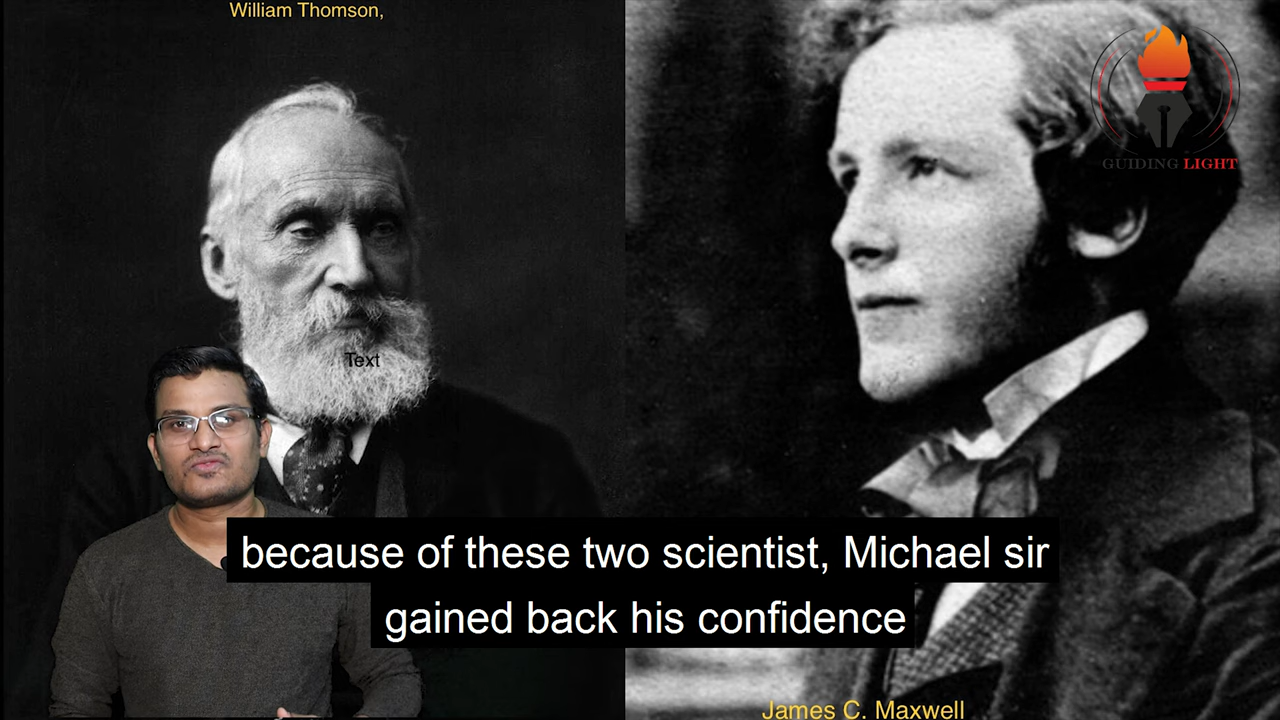 William Thomson,
GUIDING LIGHT
Text
because of these two scientist, Michael sir
gained back his confidence
James C. Maxwell